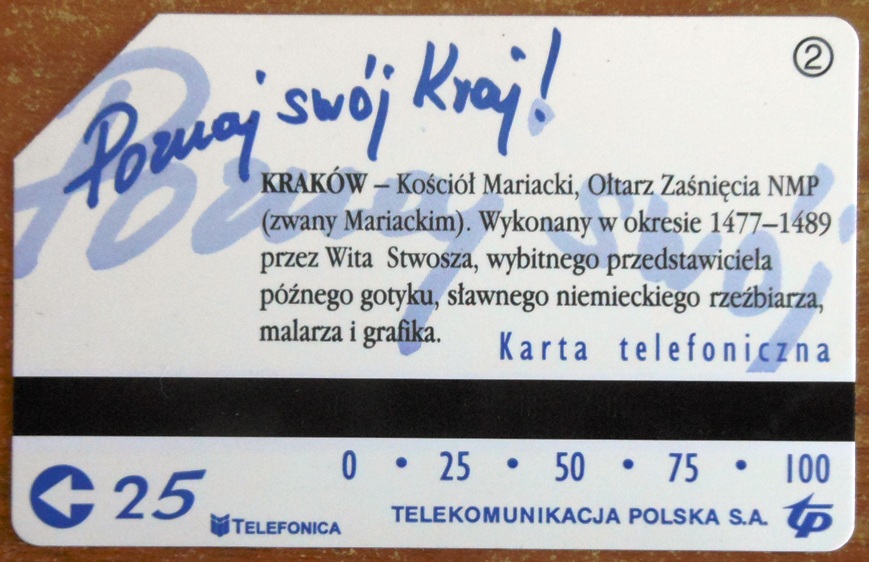 Poznaj swój Kraj!
②
Poznaj swój
KRAKÓW – Kościół Mariacki, Ołtarz Zaśnięcia NMP
(zwany Mariackim). Wykonany w okresie 1477–1489
przez Wita Stwosza, wybitnego przedstawiciela
późnego gotyku, sławnego niemieckiego rzeźbiarza,
malarza i grafika.
Karta telefoniczna
0 • 25 • 50 • 75 • 100
25 TELEFONICA TELEKOMUNIKACJA POLSKA S.A. tp